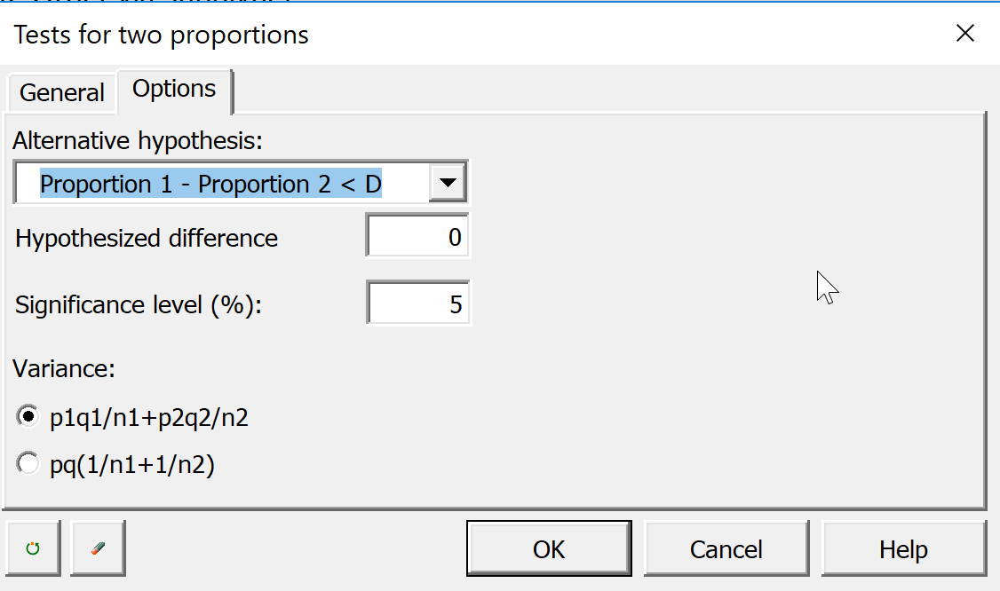 Tests for two proportions
General
Options
Alternative hypothesis:
Proportion 1 - Proportion 2 < D
Hypothesized difference
0
Significance level (%):
5
Variance:
p1q1/n1+p2q2/n2
pq(1/n1+1/n2)
OK
Cancel
Help